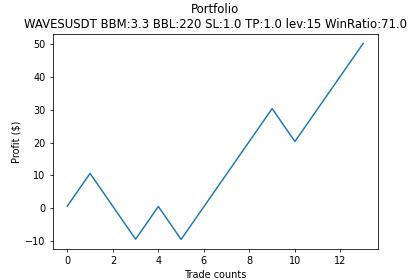 Portfolio
WAVESUSDT BBM:3.3 BBL:220 SL:1.0 TP:1.0 lev:15 WinRatio:71.0
50
40
30
20
10
0
−10
Profit ($)
0 2 4 6 8 10 12
Trade counts